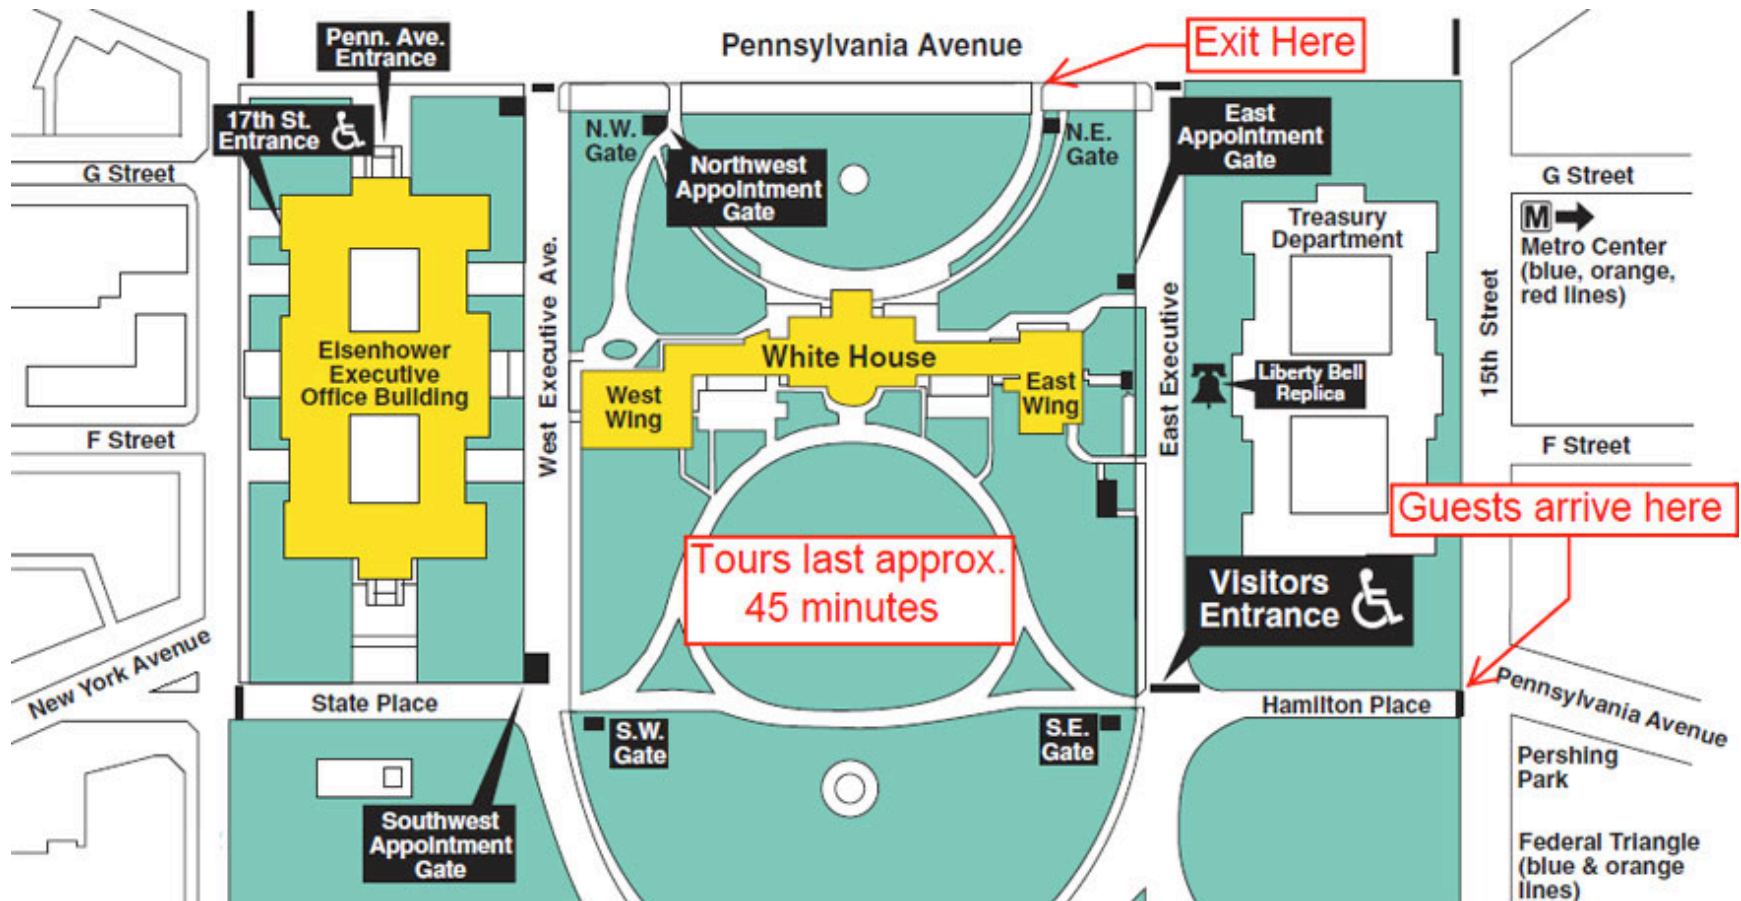 Penn. Ave.
Entrance
Pennsylvania Avenue
Exit Here
17th St.
Entrance
N.W.
Gate
Northwest
Appointment
Gate
N.E.
Gate
East
Appointment
Gate
G Street
G Street
Treasury
Department
M
Metro Center
(blue, orange,
red lines)
West Executive Ave.
East Executive
15th Street
Eisenhower
Executive
Office Building
White House
West
Wing
East
Wing
Liberty Bell
Replica
F Street
F Street
Guests arrive here
Tours last approx.
45 minutes
Visitors
Entrance
New York Avenue
State Place
Hamilton Place
Pennsylvania Avenue
S.W.
Gate
S.E.
Gate
Pershing
Park
Southwest
Appointment
Gate
Federal Triangle
(blue & orange
lines)